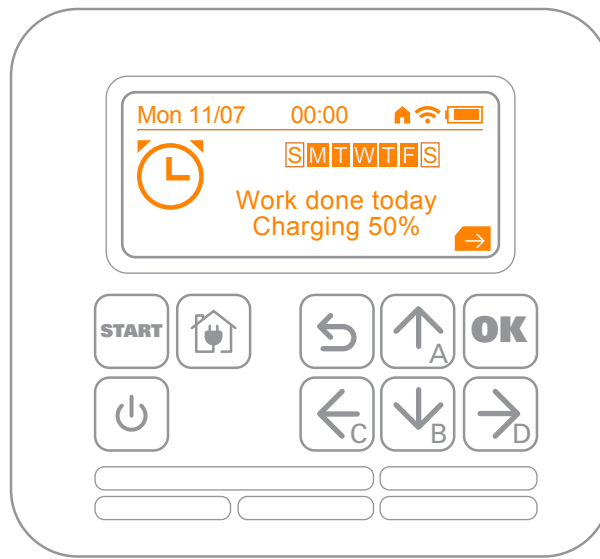 Mon 11/07 00:00
SMTWTFS
Work done today
Charging 50%
START
A
OK
C
B
D